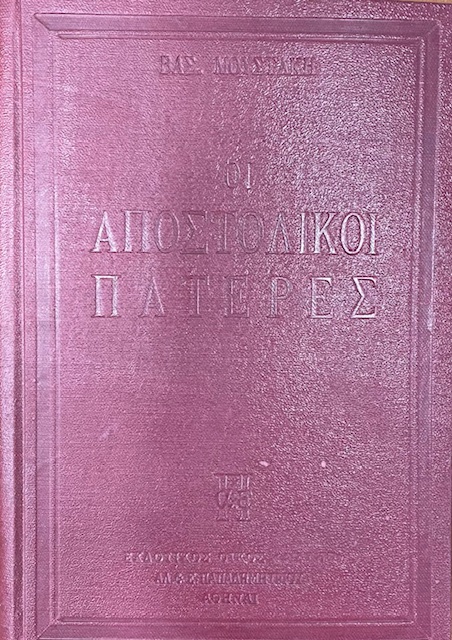 ΒΑΣ. ΜΟΥΣΤΑΚΗ
ΟΙ
ΑΠΟΣΤΟΛΙΚΟΙ
ΠΑΤΕΡΕΣ
ΕΚΔΟΤΙΚΟΣ ΟΙΚΟΣ
ΑΛ. & Ε. ΠΑΠΑΔΗΜΗΤΡΙΟΥ
ΑΘΗΝΑΙ